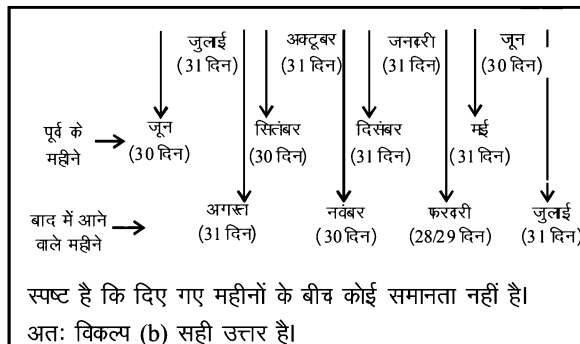 जुलाई अक्टूबर जनवरी जून
(31 दिन) (31 दिन) (31 दिन) (30 दिन)
पूर्व के महीने
जून सितंबर दिसंबर मई
(30 दिन) (30 दिन) (31 दिन) (31 दिन)
बाद में आने वाले महीने
अगस्त नवंबर फरवरी जुलाई
(31 दिन) (30 दिन) (28/29 दिन) (31 दिन)
स्पष्ट है कि दिए गए महीनों के बीच कोई समानता नहीं है।
अतः विकल्प (b) सही उत्तर है।